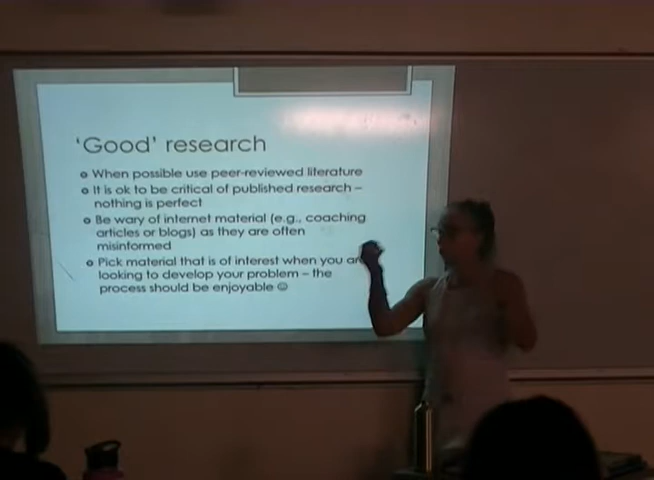 'Good' research
When possible use peer-reviewed literature
It is ok to be critical of published research –
nothing is perfect
Be wary of internet material (e.g., coaching
articles or blogs) as they are often
misinformed
Pick material that is of interest when you
looking to develop your problem – the
process should be enjoyable ☺